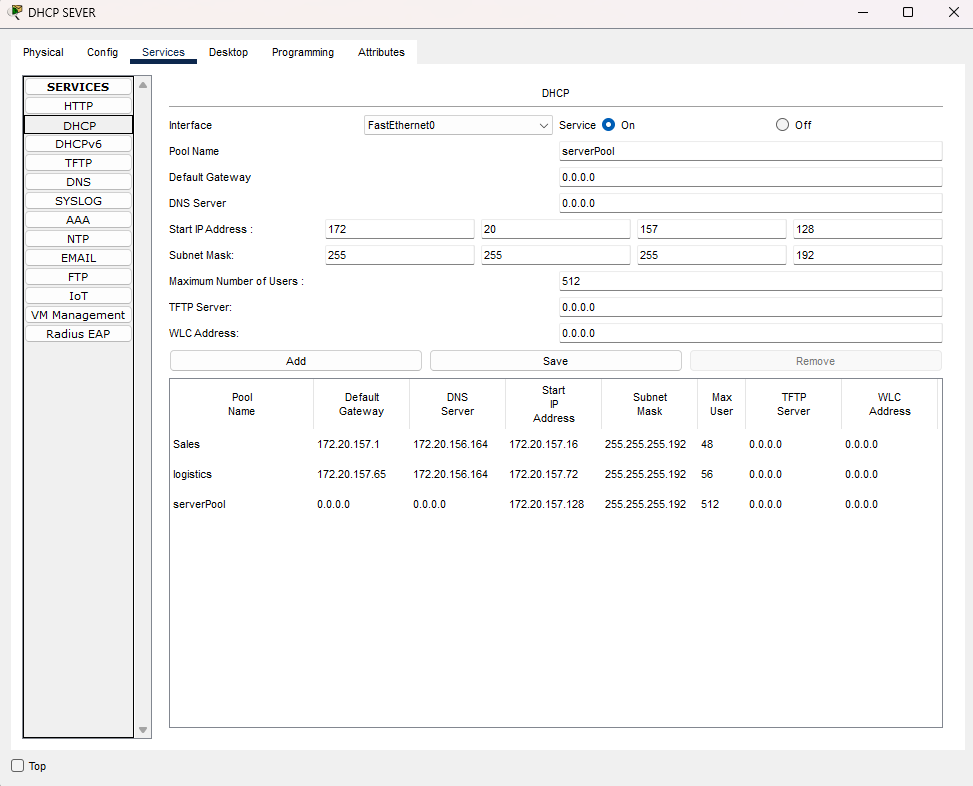 DHCP SEVER
Physical Config Services Desktop Programming Attributes
SERVICES
HTTP
DHCP
DHCPv6
TFTP
DNS
SYSLOG
AAA
NTP
EMAIL
FTP
IoT
VM Management
Radius EAP
DHCP
Interface FastEthernet0 Service On Off
Pool Name serverPool
Default Gateway 0.0.0.0
DNS Server 0.0.0.0
Start IP Address : 172 20 157 128
Subnet Mask: 255 255 255 192
Maximum Number of Users : 512
TFTP Server: 0.0.0.0
WLC Address: 0.0.0.0
Add Save Remove
Pool Name Default Gateway DNS Server Start IP Address Subnet Mask Max User TFTP Server WLC Address
Sales 172.20.157.1 172.20.156.164 172.20.157.16 255.255.255.192 48 0.0.0.0 0.0.0.0
logistics 172.20.157.65 172.20.156.164 172.20.157.72 255.255.255.192 56 0.0.0.0 0.0.0.0
serverPool 0.0.0.0 0.0.0.0 172.20.157.128 255.255.255.192 512 0.0.0.0 0.0.0.0
Top